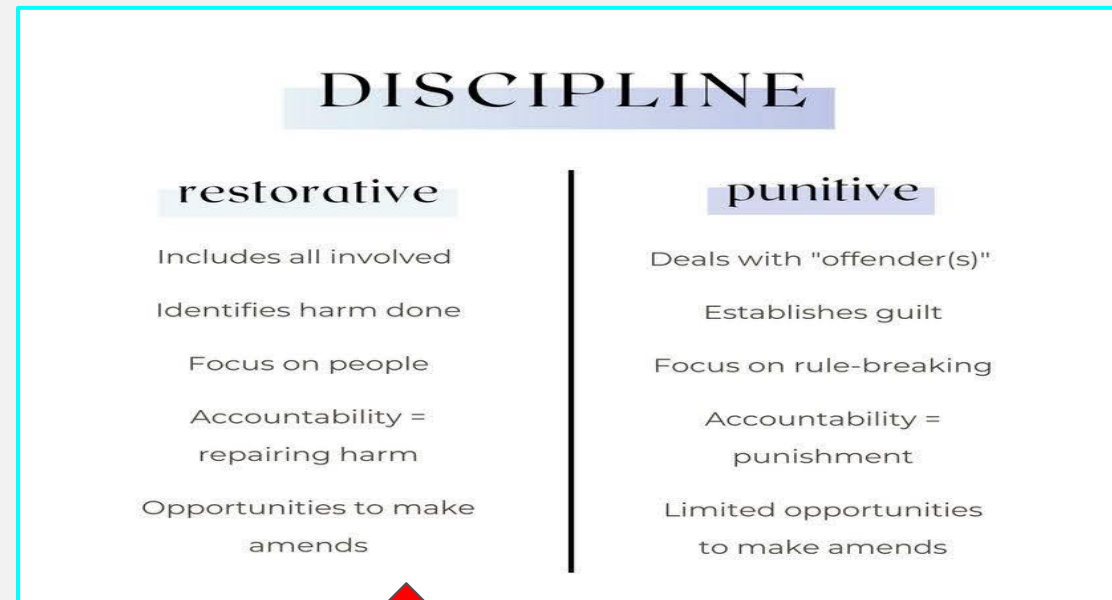 DISCIPLINE
restorative
Includes all involved
Identifies harm done
Focus on people
Accountability =
repairing harm
Opportunities to make
amends
punitive
Deals with "offender(s)"
Establishes guilt
Focus on rule-breaking
Accountability =
punishment
Limited opportunities
to make amends